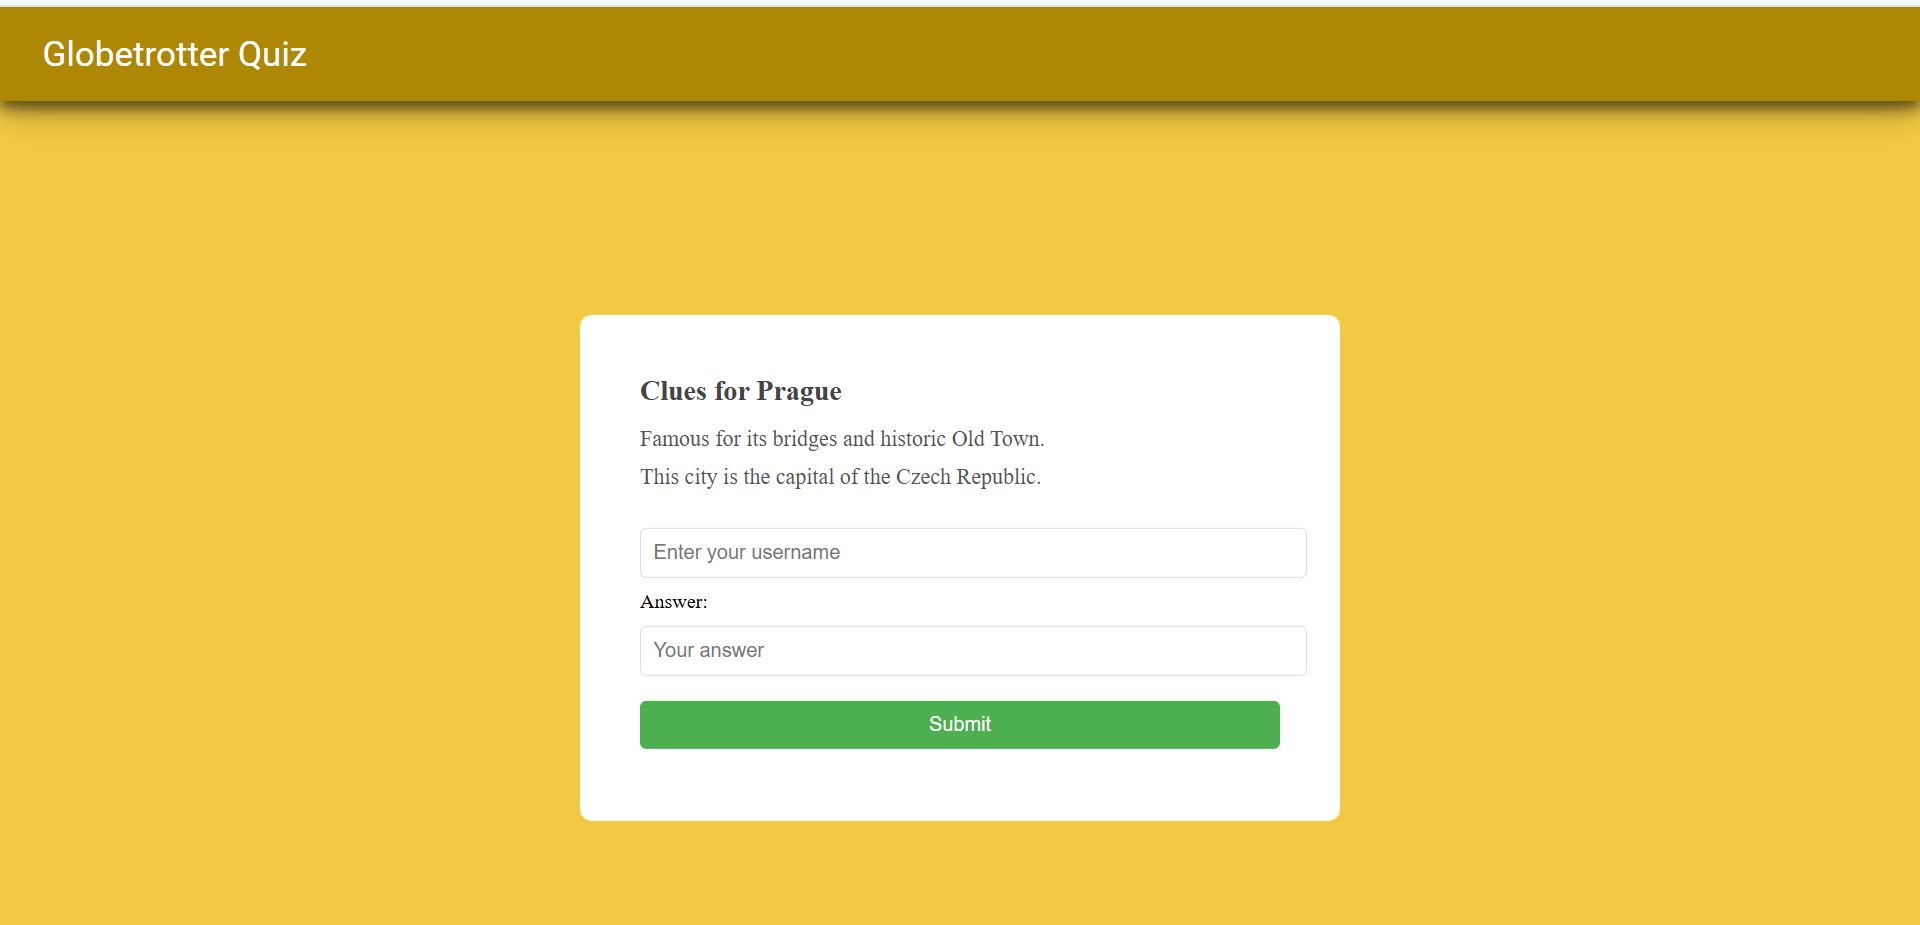 Globetrotter Quiz
Clues for Prague
Famous for its bridges and historic Old Town.
This city is the capital of the Czech Republic.
Enter your username
Answer:
Your answer
Submit